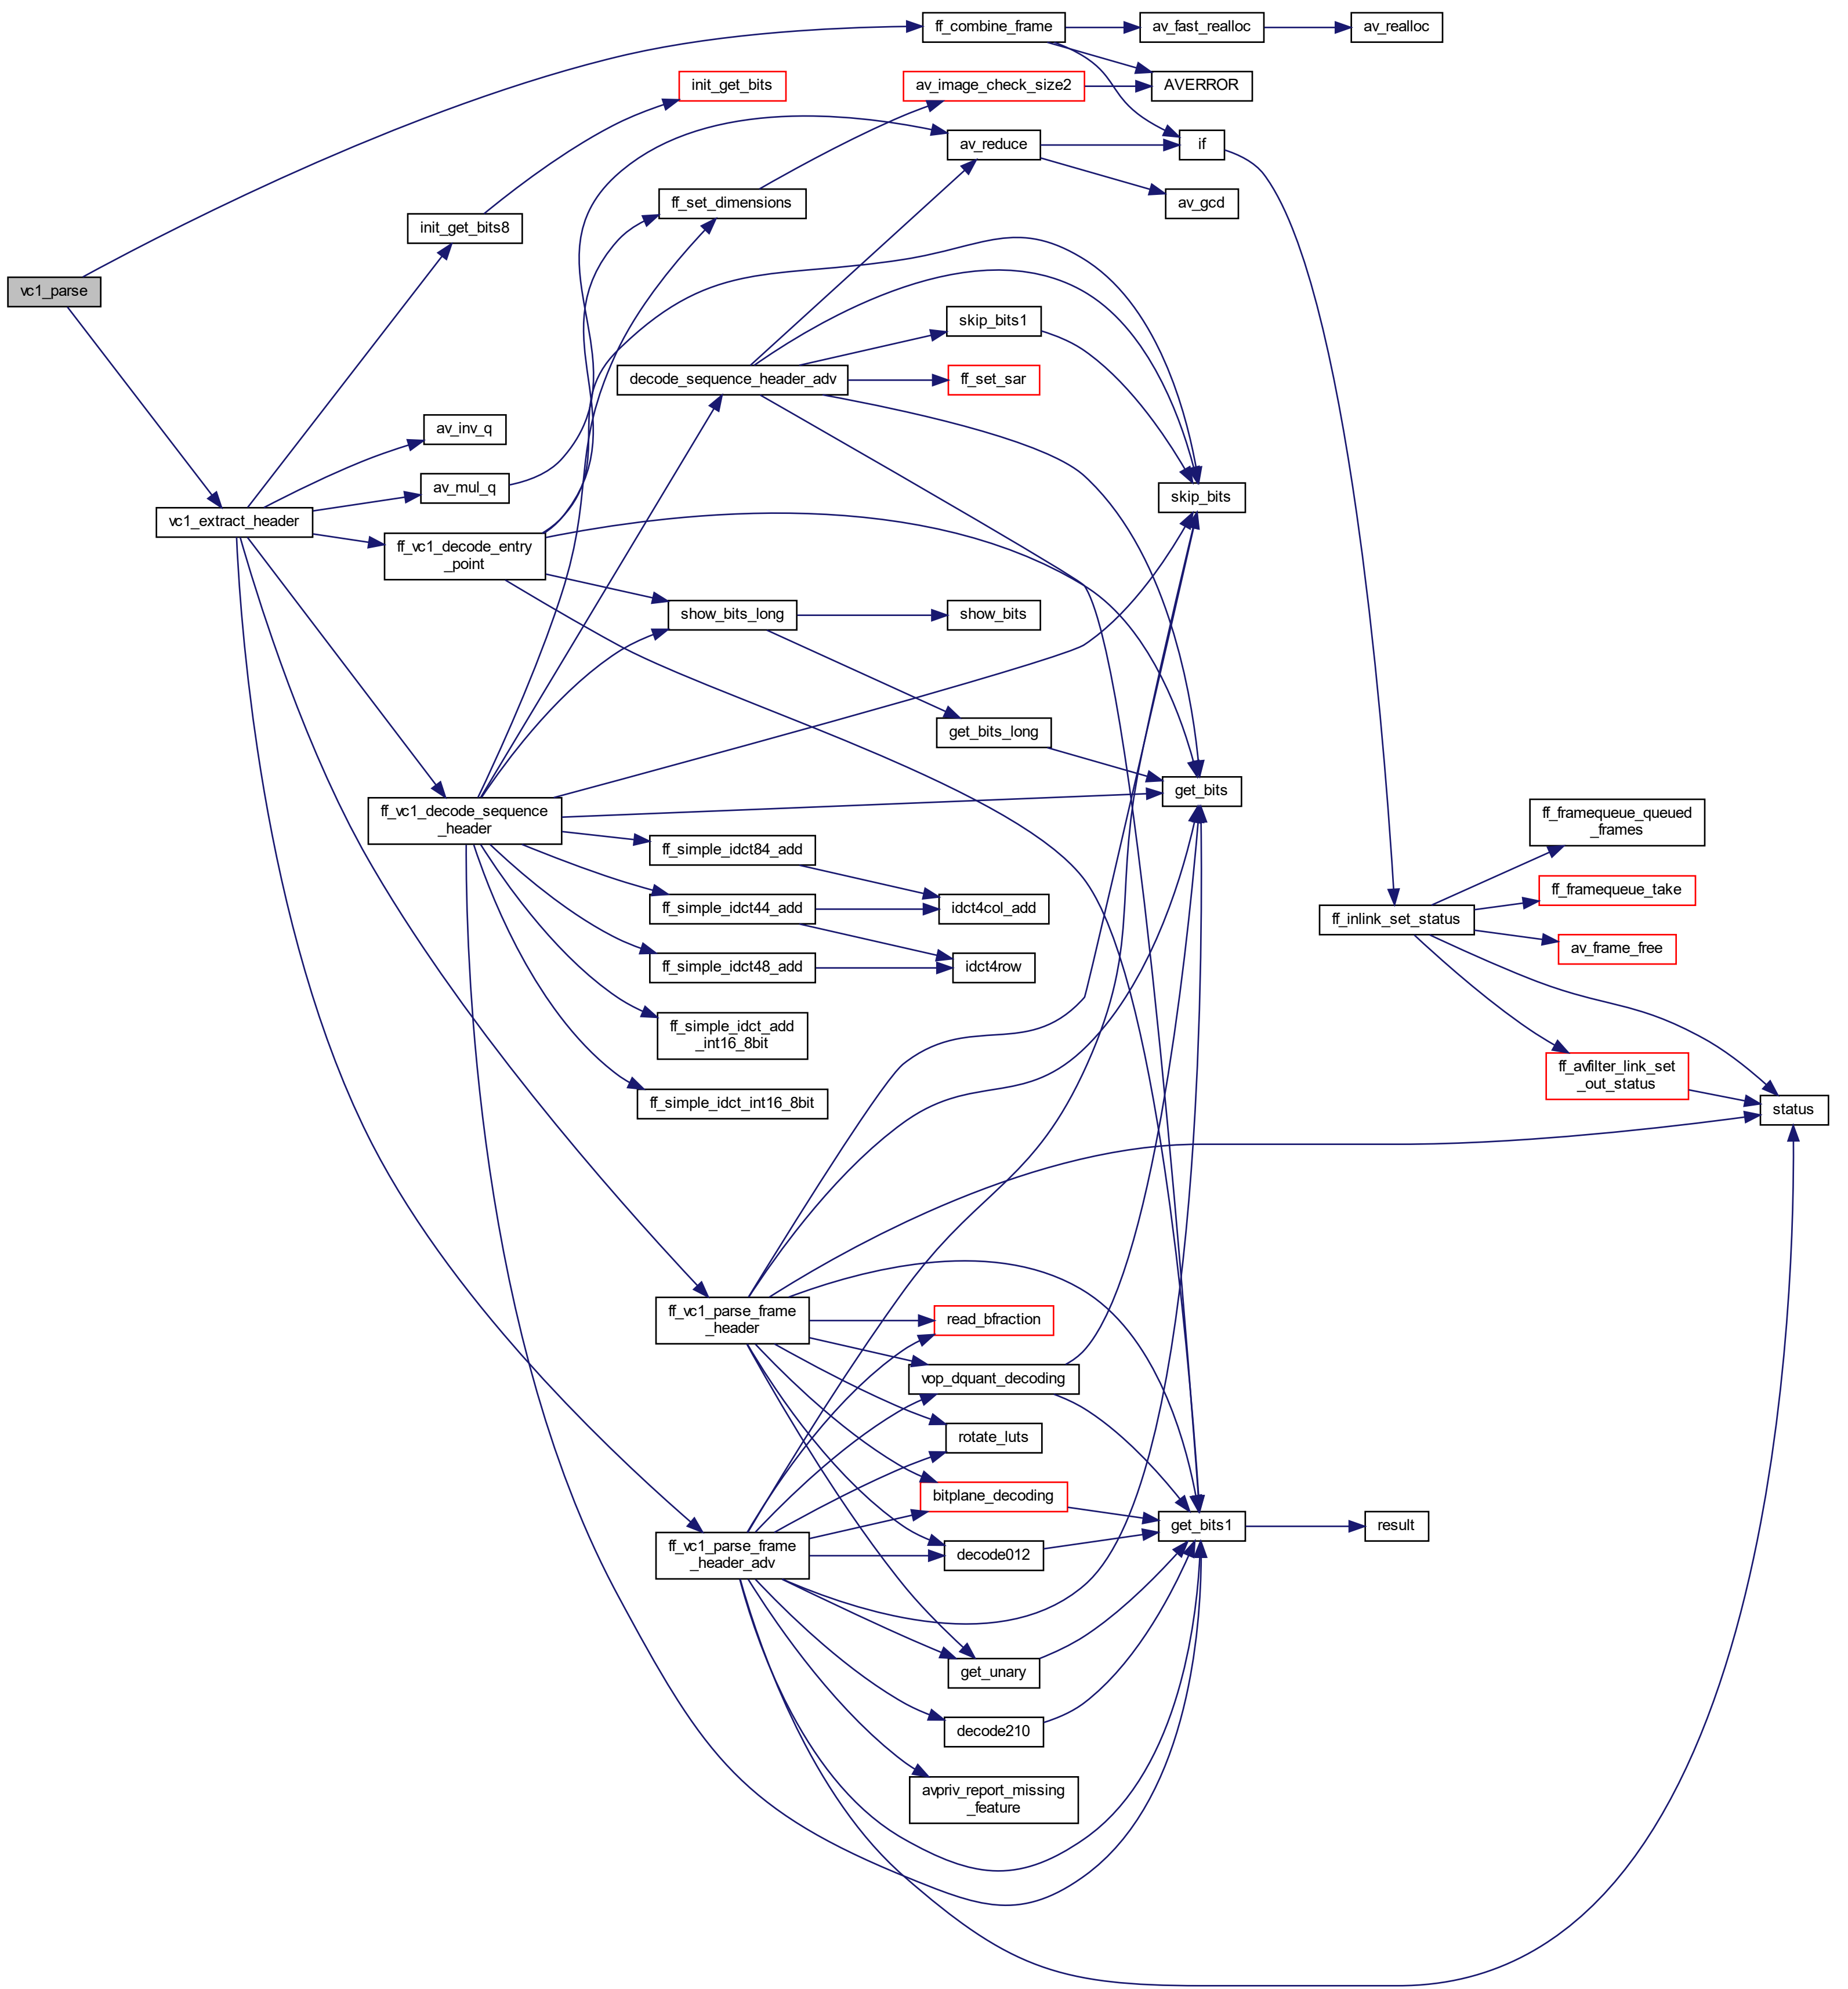 vc1_parse
vc1_extract_header
init_get_bits8
av_inv_q
av_mul_q
ff_vc1_decode_entry
_point
ff_vc1_decode_sequence
_header
init_get_bits
ff_set_dimensions
decode_sequence_header_adv
show_bits_long
ff_simple_idct84_add
ff_simple_idct44_add
ff_simple_idct48_add
ff_simple_idct_add
_int16_8bit
ff_simple_idct_int16_8bit
ff_vc1_parse_frame
_header
ff_vc1_parse_frame
_header_adv
ff_combine_frame
av_image_check_size2
av_reduce
skip_bits1
ff_set_sar
show_bits
get_bits_long
idct4col_add
idct4row
read_bfraction
vop_dquant_decoding
rotate_luts
bitplane_decoding
decode012
get_unary
decode210
avpriv_report_missing
_feature
av_fast_realloc
AVERROR
if
av_gcd
skip_bits
get_bits
get_bits1
av_realloc
ff_inlink_set_status
result
ff_framequeue_queued
_frames
ff_framequeue_take
av_frame_free
ff_avfilter_link_set
_out_status
status